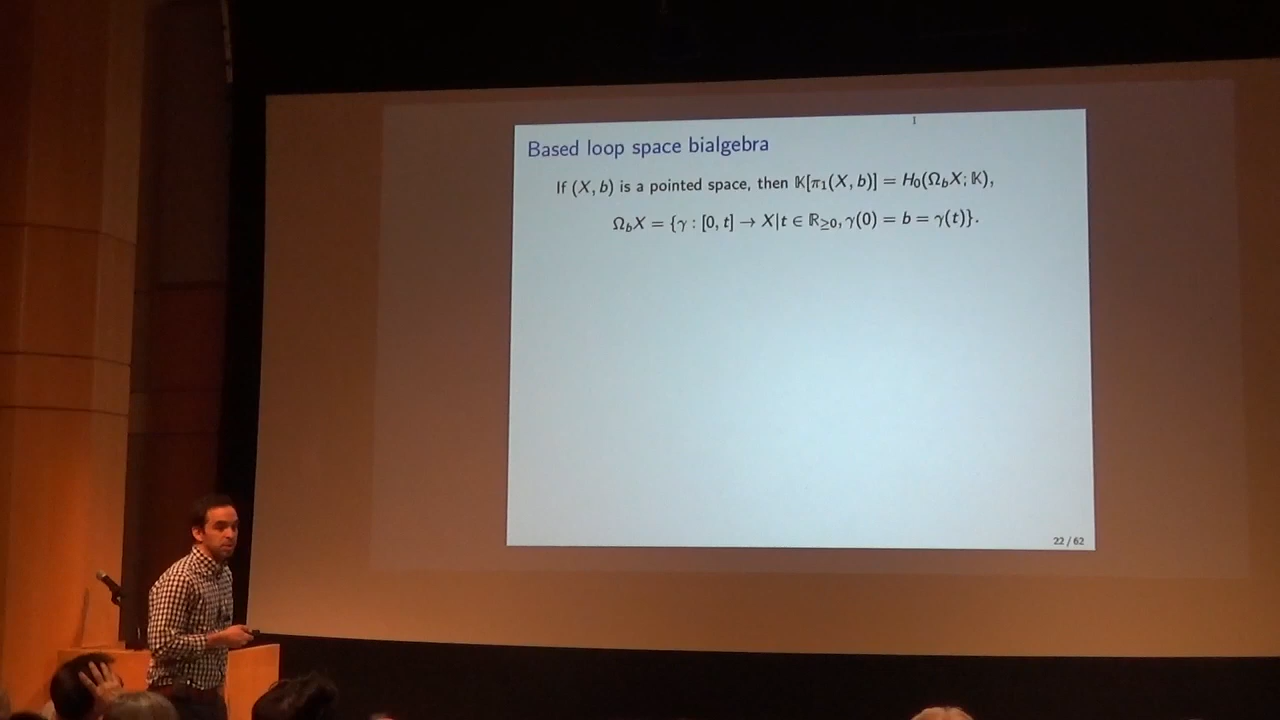 Based loop space bialgebra
If (X, b) is a pointed space, then 𝕂[π₁(X, b)] = H₀(Ω_bX; 𝕂),
Ω_bX = {γ : [0, t] → X|t ∈ ℝ≥₀, γ(0) = b = γ(t)}.
22 / 62